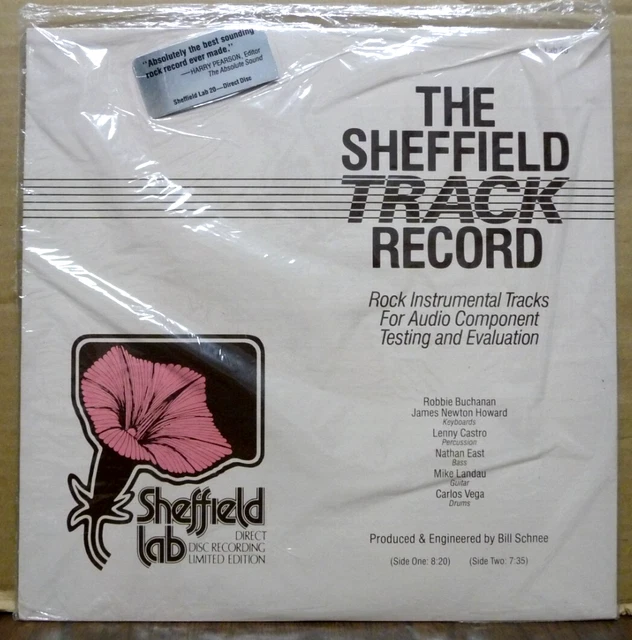 "Absolutely the best sounding
rock record ever made."
—HARRY PEARSON, Editor
The Absolute Sound
Sheffield Lab 20—Direct Disc
THE
SHEFFIELD
TRACK
RECORD
Rock Instrumental Tracks
For Audio Component
Testing and Evaluation
Robbie Buchanan
James Newton Howard
Keyboards
Lenny Castro
Percussion
Nathan East
Bass
Mike Landau
Guitar
Carlos Vega
Drums
Produced & Engineered by Bill Schnee
(Side One: 8:20) (Side Two: 7:35)
Sheffield
lab
DIRECT
DISC RECORDING
LIMITED EDITION